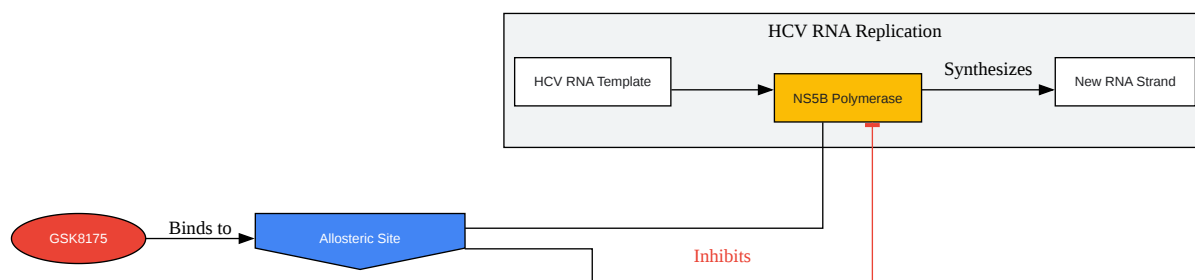 HCV RNA Replication
HCV RNA Template
NS5B Polymerase
Synthesizes
New RNA Strand
GSK8175
Binds to
Allosteric Site
Inhibits